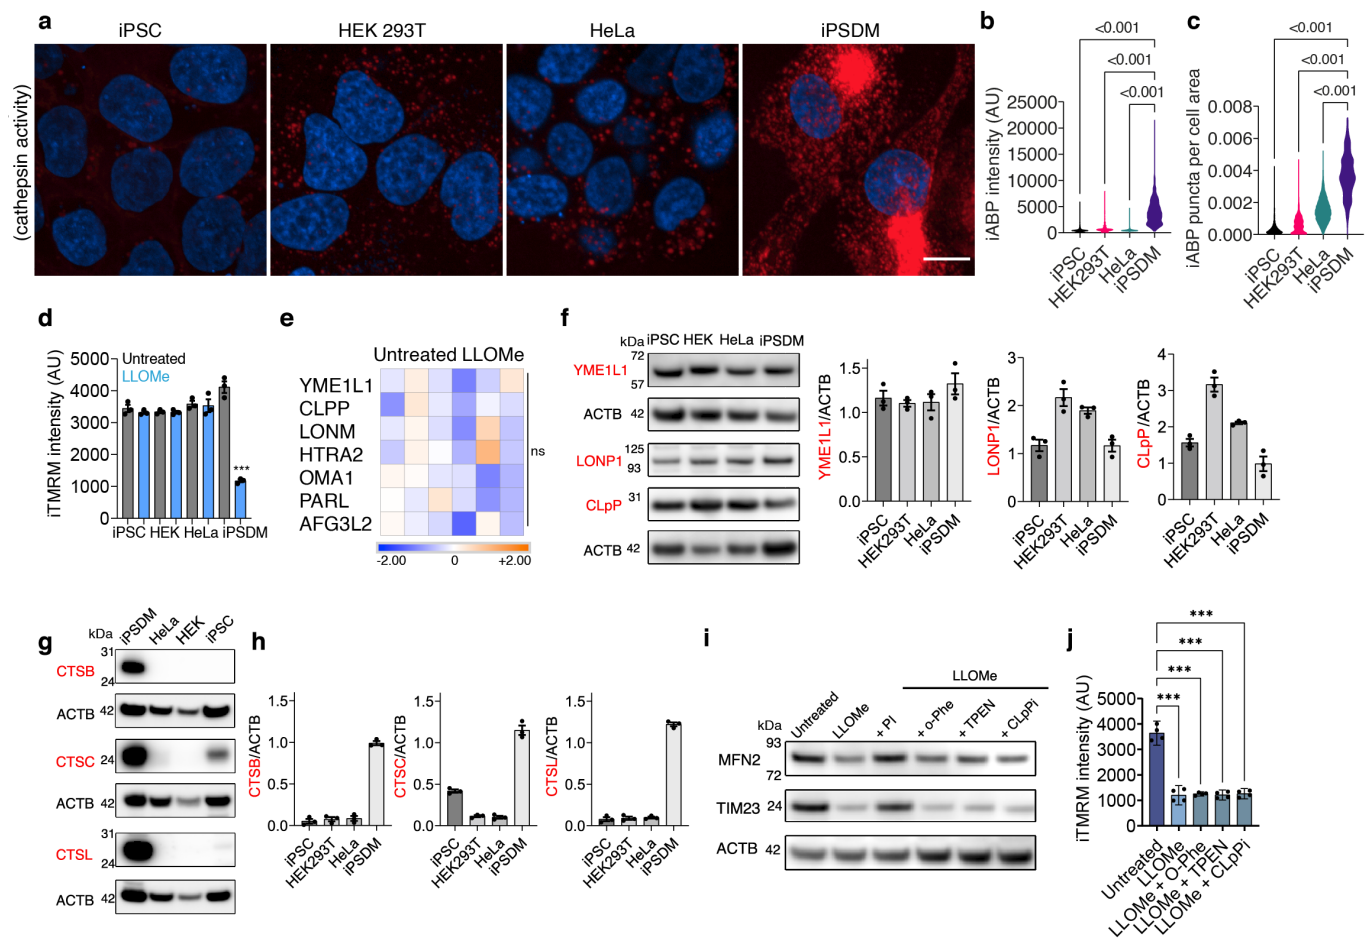 a
iPSC
HEK 293T
HeLa
iPSDM
(cathepsin activity)
b
<0.001
<0.001
<0.001
iABP intensity (AU)
25000
20000
15000
10000
5000
0
iPSC
HEK293T
HeLa
iPSDM
c
<0.001
<0.001
<0.001
iABP puncta per cell area
0.008
0.006
0.004
0.002
0.000
iPSC
HEK293T
HeLa
iPSDM
d
iTMRM intensity (AU)
5000
4000
3000
2000
1000
0
Untreated
LLOMe
***
iPSC HEK HeLa iPSDM
e
Untreated LLOMe
YME1L1
CLPP
LONM
HTRA2
OMA1
PARL
AFG3L2
ns
-2.00 0 +2.00
f
kDa iPSC HEK HeLa iPSDM
YME1L1 72 57
ACTB 42
LONP1 125 93
CLpP 31
ACTB 42
YME1L1/ACTB
1.5
1.0
0.5
0.0
iPSC
HEK293T
HeLa
iPSDM
LONP1/ACTB
3
2
1
0
iPSC
HEK293T
HeLa
iPSDM
CLpP/ACTB
4
3
2
1
0
iPSC
HEK293T
HeLa
iPSDM
g
kDa iPSDM HeLa HEK iPSC
CTSB 31 24
ACTB 42
CTSC 24
ACTB 42
CTSL 31 24
ACTB 42
h
CTSB/ACTB
1.5
1.0
0.5
0.0
iPSC
HEK293T
HeLa
iPSDM
CTSC/ACTB
1.5
1.0
0.5
0.0
iPSC
HEK293T
HeLa
iPSDM
CTSL/ACTB
1.5
1.0
0.5
0.0
iPSC
HEK293T
HeLa
iPSDM
i
LLOMe
kDa Untreated LLOMe + PI + o-Phe + TPEN + CLpPi
MFN2 93 72
TIM23 24
ACTB 42
j
***
***
***
***
iTMRM intensity (AU)
5000
4000
3000
2000
1000
0
Untreated
LLOMe
LLOMe + O-Phe
LLOMe + TPEN
LLOMe + CLpPi